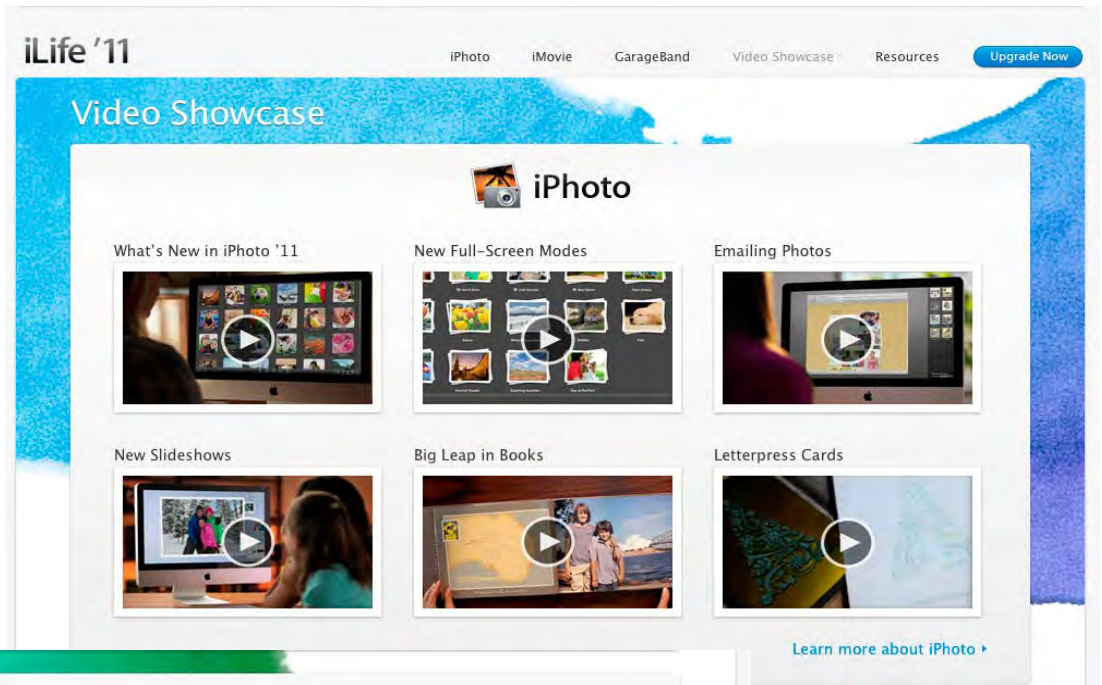 iLife ’11
iPhoto iMovie GarageBand Video Showcase Resources Upgrade Now
Video Showcase
iPhoto
What’s New in iPhoto ’11 New Full-Screen Modes Emailing Photos
New Slideshows Big Leap in Books Letterpress Cards
Learn more about iPhoto